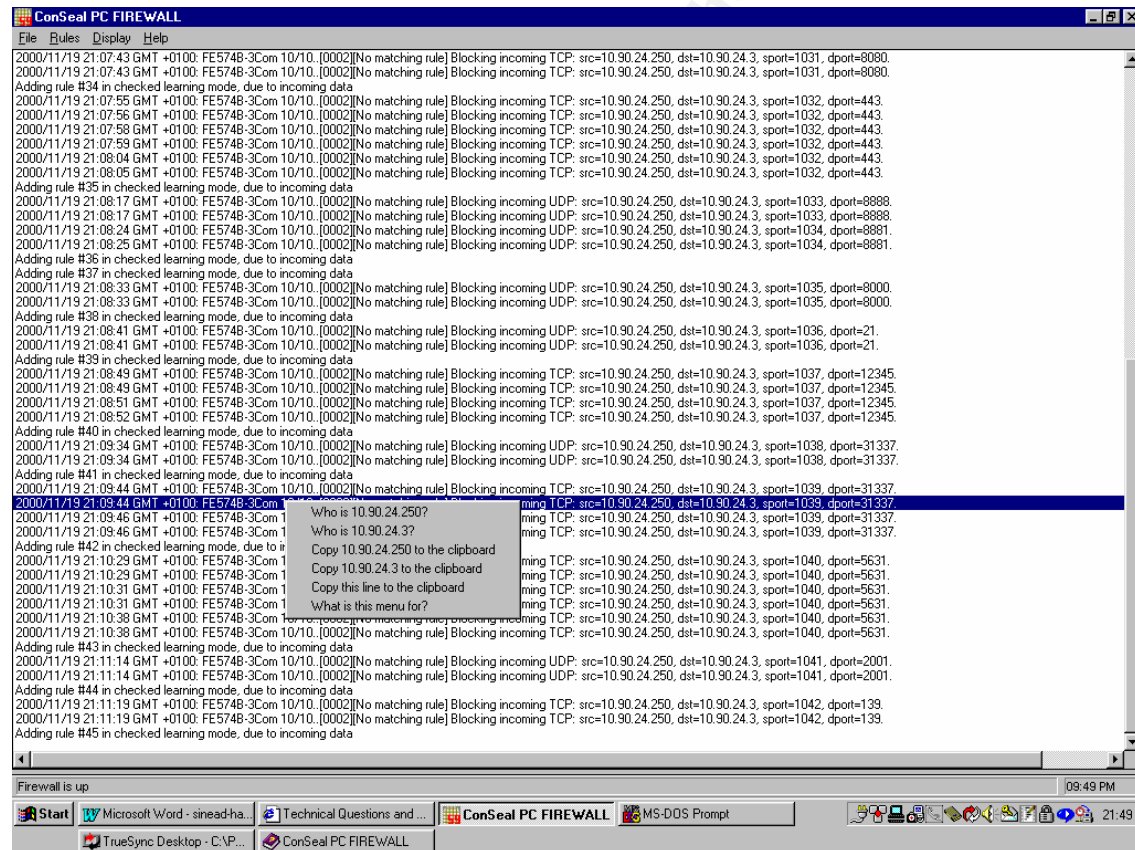 ConSeal PC FIREWALL
File Rules Display Help
2000/11/19 21:07:43 GMT +0100: FE574B-3Com 10/10..[0002][No matching rule] Blocking incoming TCP: src=10.90.24.250, dst=10.90.24.3, sport=1031, dport=8080.
2000/11/19 21:07:43 GMT +0100: FE574B-3Com 10/10..[0002][No matching rule] Blocking incoming TCP: src=10.90.24.250, dst=10.90.24.3, sport=1031, dport=8080.
Adding rule #34 in checked learning mode, due to incoming data
2000/11/19 21:07:55 GMT +0100: FE574B-3Com 10/10..[0002][No matching rule] Blocking incoming TCP: src=10.90.24.250, dst=10.90.24.3, sport=1032, dport=443.
2000/11/19 21:07:56 GMT +0100: FE574B-3Com 10/10..[0002][No matching rule] Blocking incoming TCP: src=10.90.24.250, dst=10.90.24.3, sport=1032, dport=443.
2000/11/19 21:07:58 GMT +0100: FE574B-3Com 10/10..[0002][No matching rule] Blocking incoming TCP: src=10.90.24.250, dst=10.90.24.3, sport=1032, dport=443.
2000/11/19 21:07:59 GMT +0100: FE574B-3Com 10/10..[0002][No matching rule] Blocking incoming TCP: src=10.90.24.250, dst=10.90.24.3, sport=1032, dport=443.
2000/11/19 21:08:04 GMT +0100: FE574B-3Com 10/10..[0002][No matching rule] Blocking incoming TCP: src=10.90.24.250, dst=10.90.24.3, sport=1032, dport=443.
2000/11/19 21:08:05 GMT +0100: FE574B-3Com 10/10..[0002][No matching rule] Blocking incoming TCP: src=10.90.24.250, dst=10.90.24.3, sport=1032, dport=443.
Adding rule #35 in checked learning mode, due to incoming data
2000/11/19 21:08:17 GMT +0100: FE574B-3Com 10/10..[0002][No matching rule] Blocking incoming UDP: src=10.90.24.250, dst=10.90.24.3, sport=1033, dport=8888.
2000/11/19 21:08:17 GMT +0100: FE574B-3Com 10/10..[0002][No matching rule] Blocking incoming UDP: src=10.90.24.250, dst=10.90.24.3, sport=1033, dport=8888.
2000/11/19 21:08:24 GMT +0100: FE574B-3Com 10/10..[0002][No matching rule] Blocking incoming UDP: src=10.90.24.250, dst=10.90.24.3, sport=1034, dport=8881.
2000/11/19 21:08:25 GMT +0100: FE574B-3Com 10/10..[0002][No matching rule] Blocking incoming UDP: src=10.90.24.250, dst=10.90.24.3, sport=1034, dport=8881.
Adding rule #36 in checked learning mode, due to incoming data
Adding rule #37 in checked learning mode, due to incoming data
2000/11/19 21:08:33 GMT +0100: FE574B-3Com 10/10..[0002][No matching rule] Blocking incoming UDP: src=10.90.24.250, dst=10.90.24.3, sport=1035, dport=8000.
2000/11/19 21:08:33 GMT +0100: FE574B-3Com 10/10..[0002][No matching rule] Blocking incoming UDP: src=10.90.24.250, dst=10.90.24.3, sport=1035, dport=8000.
Adding rule #38 in checked learning mode, due to incoming data
2000/11/19 21:08:41 GMT +0100: FE574B-3Com 10/10..[0002][No matching rule] Blocking incoming UDP: src=10.90.24.250, dst=10.90.24.3, sport=1036, dport=21.
2000/11/19 21:08:41 GMT +0100: FE574B-3Com 10/10..[0002][No matching rule] Blocking incoming UDP: src=10.90.24.250, dst=10.90.24.3, sport=1036, dport=21.
Adding rule #39 in checked learning mode, due to incoming data
2000/11/19 21:08:49 GMT +0100: FE574B-3Com 10/10..[0002][No matching rule] Blocking incoming TCP: src=10.90.24.250, dst=10.90.24.3, sport=1037, dport=12345.
2000/11/19 21:08:49 GMT +0100: FE574B-3Com 10/10..[0002][No matching rule] Blocking incoming TCP: src=10.90.24.250, dst=10.90.24.3, sport=1037, dport=12345.
2000/11/19 21:08:51 GMT +0100: FE574B-3Com 10/10..[0002][No matching rule] Blocking incoming TCP: src=10.90.24.250, dst=10.90.24.3, sport=1037, dport=12345.
2000/11/19 21:08:52 GMT +0100: FE574B-3Com 10/10..[0002][No matching rule] Blocking incoming TCP: src=10.90.24.250, dst=10.90.24.3, sport=1037, dport=12345.
Adding rule #40 in checked learning mode, due to incoming data
2000/11/19 21:09:34 GMT +0100: FE574B-3Com 10/10..[0002][No matching rule] Blocking incoming UDP: src=10.90.24.250, dst=10.90.24.3, sport=1038, dport=31337.
2000/11/19 21:09:34 GMT +0100: FE574B-3Com 10/10..[0002][No matching rule] Blocking incoming UDP: src=10.90.24.250, dst=10.90.24.3, sport=1038, dport=31337.
Adding rule #41 in checked learning mode, due to incoming data
2000/11/19 21:09:44 GMT +0100: FE574B-3Com 10/10..[0002][No matching rule] Blocking incoming TCP: src=10.90.24.250, dst=10.90.24.3, sport=1039, dport=31337.
2000/11/19 21:09:44 GMT +0100: FE574B-3Com 1 ming TCP: src=10.90.24.250, dst=10.90.24.3, sport=1039, dport=31337.
2000/11/19 21:09:46 GMT +0100: FE574B-3Com 1 ming TCP: src=10.90.24.250, dst=10.90.24.3, sport=1039, dport=31337.
2000/11/19 21:09:46 GMT +0100: FE574B-3Com 1 ming TCP: src=10.90.24.250, dst=10.90.24.3, sport=1039, dport=31337.
Adding rule #42 in checked learning mode, due to i
2000/11/19 21:10:29 GMT +0100: FE574B-3Com 1 ming TCP: src=10.90.24.250, dst=10.90.24.3, sport=1040, dport=5631.
2000/11/19 21:10:29 GMT +0100: FE574B-3Com 1 ming TCP: src=10.90.24.250, dst=10.90.24.3, sport=1040, dport=5631.
2000/11/19 21:10:31 GMT +0100: FE574B-3Com 1 ming TCP: src=10.90.24.250, dst=10.90.24.3, sport=1040, dport=5631.
2000/11/19 21:10:31 GMT +0100: FE574B-3Com 1 ming TCP: src=10.90.24.250, dst=10.90.24.3, sport=1040, dport=5631.
2000/11/19 21:10:38 GMT +0100: FE574B-3Com 1 ming TCP: src=10.90.24.250, dst=10.90.24.3, sport=1040, dport=5631.
2000/11/19 21:10:38 GMT +0100: FE574B-3Com 10/10..[0002][No matching rule] Blocking incoming TCP: src=10.90.24.250, dst=10.90.24.3, sport=1040, dport=5631.
Adding rule #43 in checked learning mode, due to incoming data
2000/11/19 21:11:14 GMT +0100: FE574B-3Com 10/10..[0002][No matching rule] Blocking incoming UDP: src=10.90.24.250, dst=10.90.24.3, sport=1041, dport=2001.
2000/11/19 21:11:14 GMT +0100: FE574B-3Com 10/10..[0002][No matching rule] Blocking incoming UDP: src=10.90.24.250, dst=10.90.24.3, sport=1041, dport=2001.
Adding rule #44 in checked learning mode, due to incoming data
2000/11/19 21:11:19 GMT +0100: FE574B-3Com 10/10..[0002][No matching rule] Blocking incoming TCP: src=10.90.24.250, dst=10.90.24.3, sport=1042, dport=139.
2000/11/19 21:11:19 GMT +0100: FE574B-3Com 10/10..[0002][No matching rule] Blocking incoming TCP: src=10.90.24.250, dst=10.90.24.3, sport=1042, dport=139.
Adding rule #45 in checked learning mode, due to incoming data
Who is 10.90.24.250?
Who is 10.90.24.3?
Copy 10.90.24.250 to the clipboard
Copy 10.90.24.3 to the clipboard
Copy this line to the clipboard
What is this menu for?
Firewall is up 09:49 PM
Start Microsoft Word - sinead-ha... Technical Questions and ... ConSeal PC FIREWALL MS-DOS Prompt 21:49
TrueSync Desktop - C:\P... ConSeal PC FIREWALL